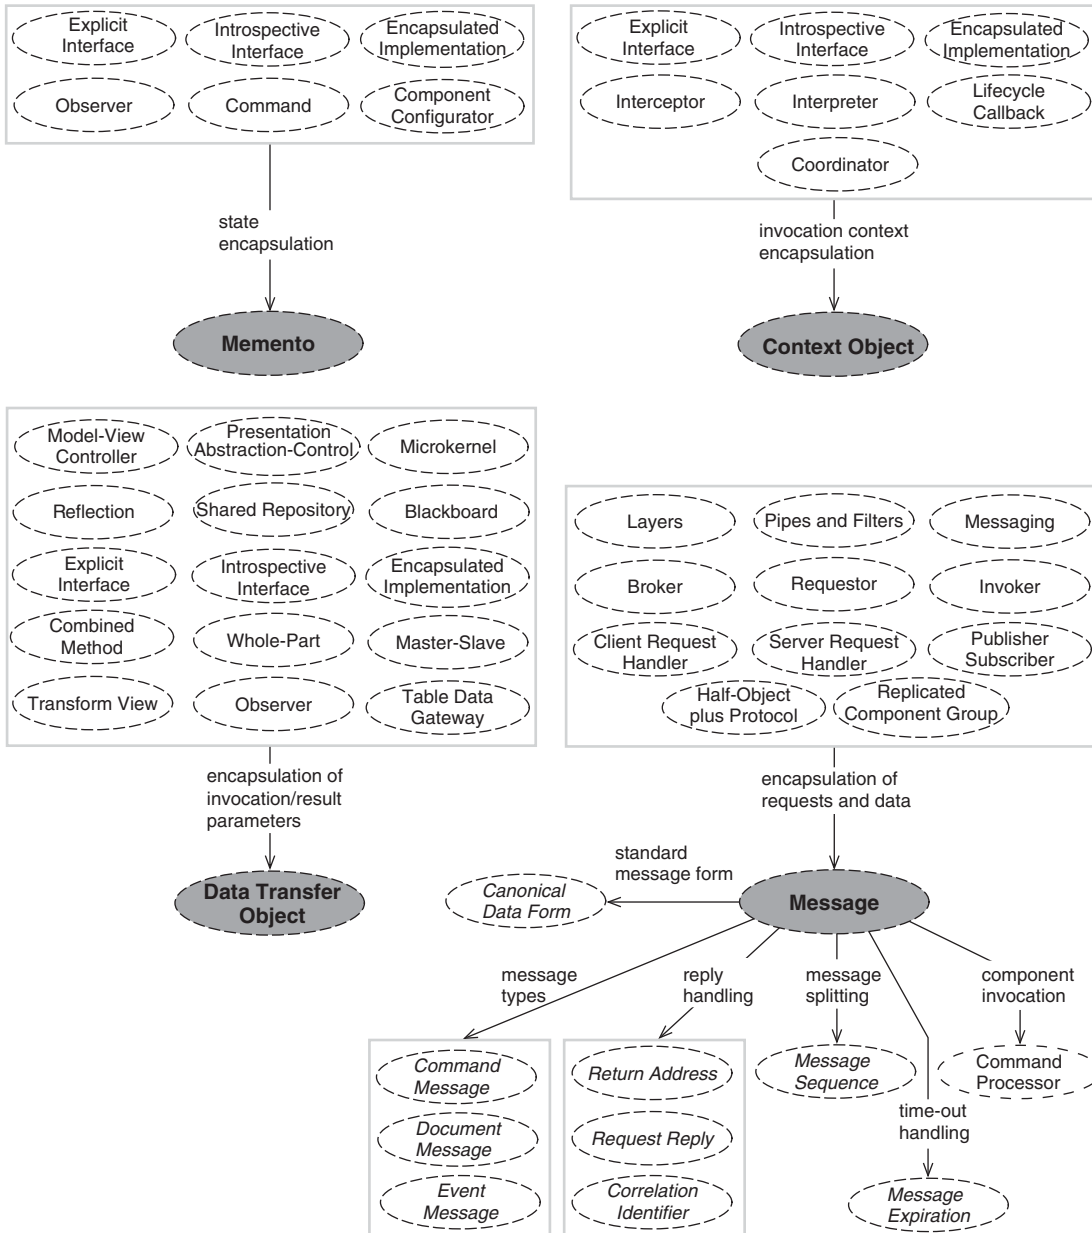 Explicit
Interface
Introspective
Interface
Encapsulated
Implementation
Observer
Command
Component
Configurator
state
encapsulation
Memento
Explicit
Interface
Introspective
Interface
Encapsulated
Implementation
Interceptor
Interpreter
Lifecycle
Callback
Coordinator
invocation context
encapsulation
Context Object
Model-View
Controller
Presentation
Abstraction-Control
Microkernel
Reflection
Shared Repository
Blackboard
Explicit
Interface
Introspective
Interface
Encapsulated
Implementation
Combined
Method
Whole-Part
Master-Slave
Transform View
Observer
Table Data
Gateway
encapsulation of
invocation/result
parameters
Data Transfer
Object
Layers
Pipes and Filters
Messaging
Broker
Requestor
Invoker
Client Request
Handler
Server Request
Handler
Publisher
Subscriber
Half-Object
plus Protocol
Replicated
Component Group
encapsulation of
requests and data
Message
standard
message form
Canonical
Data Form
message
types
reply
handling
message
splitting
component
invocation
Command
Message
Document
Message
Event
Message
Return Address
Request Reply
Correlation
Identifier
Message
Sequence
Command
Processor
time-out
handling
Message
Expiration